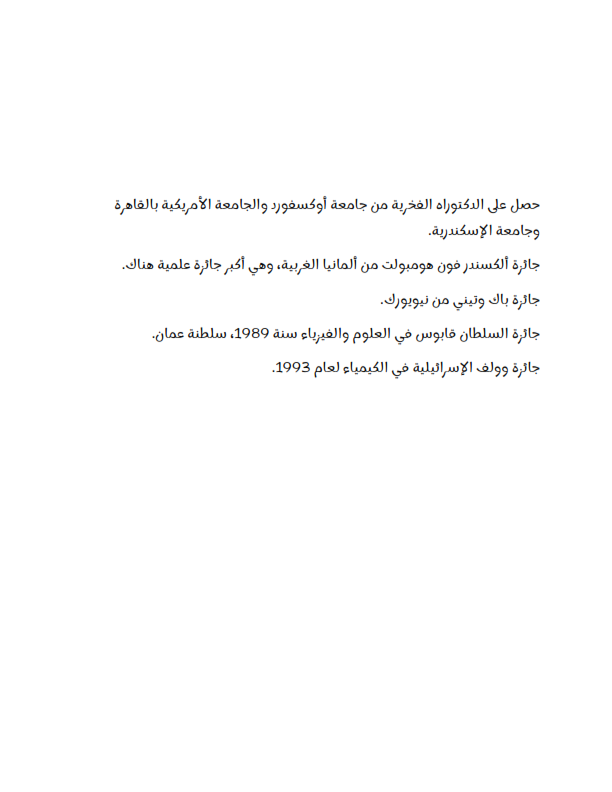 حصل على الدكتوراه الفخرية من جامعة أوكسفورد والجامعة الأمريكية بالقاهرة
وجامعة الإسكندرية.
جائزة ألكسندر فون هومبولت من ألمانيا الغربية، وهي أكبر جائزة علمية هناك.
جائزة باك وتيني من نيويورك.
جائزة السلطان قابوس في العلوم والفيزياء سنة 1989، سلطنة عمان.
جائزة وولف الإسرائيلية في الكيمياء لعام 1993.